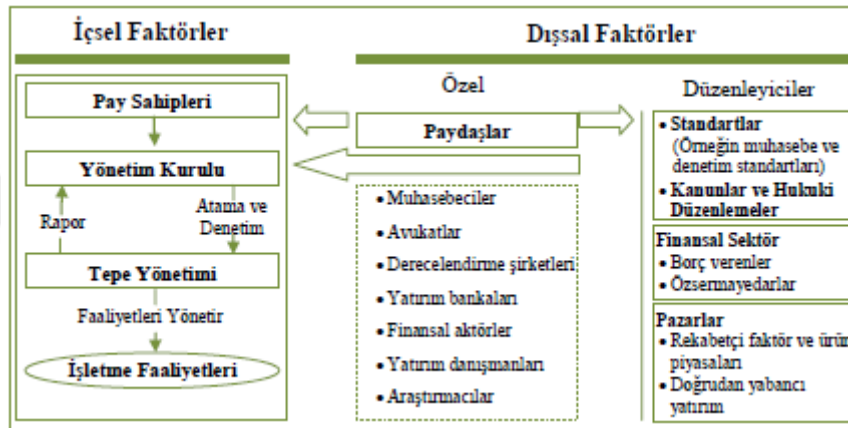 İçsel Faktörler
Pay Sahipleri
Yönetim Kurulu
Rapor
Atama ve
Denetim
Tepe Yönetimi
Faaliyetleri Yönetir
İşletme Faaliyetleri
Dışsal Faktörler
Özel
Paydaşlar
• Muhasebeciler
• Avukatlar
• Derecelendirme şirketleri
• Yatırım bankaları
• Finansal aktörler
• Yatırım danışmanları
• Araştırmacılar
Düzenleyiciler
• Standartlar
(Örneğin muhasebe ve
denetim standartları)
• Kanunlar ve Hukuki
Düzenlemeler
Finansal Sektör
• Borç verenler
• Özsermayedarlar
Pazarlar
• Rekabetçi faktör ve ürün
piyasaları
• Doğrudan yabancı
yatırım